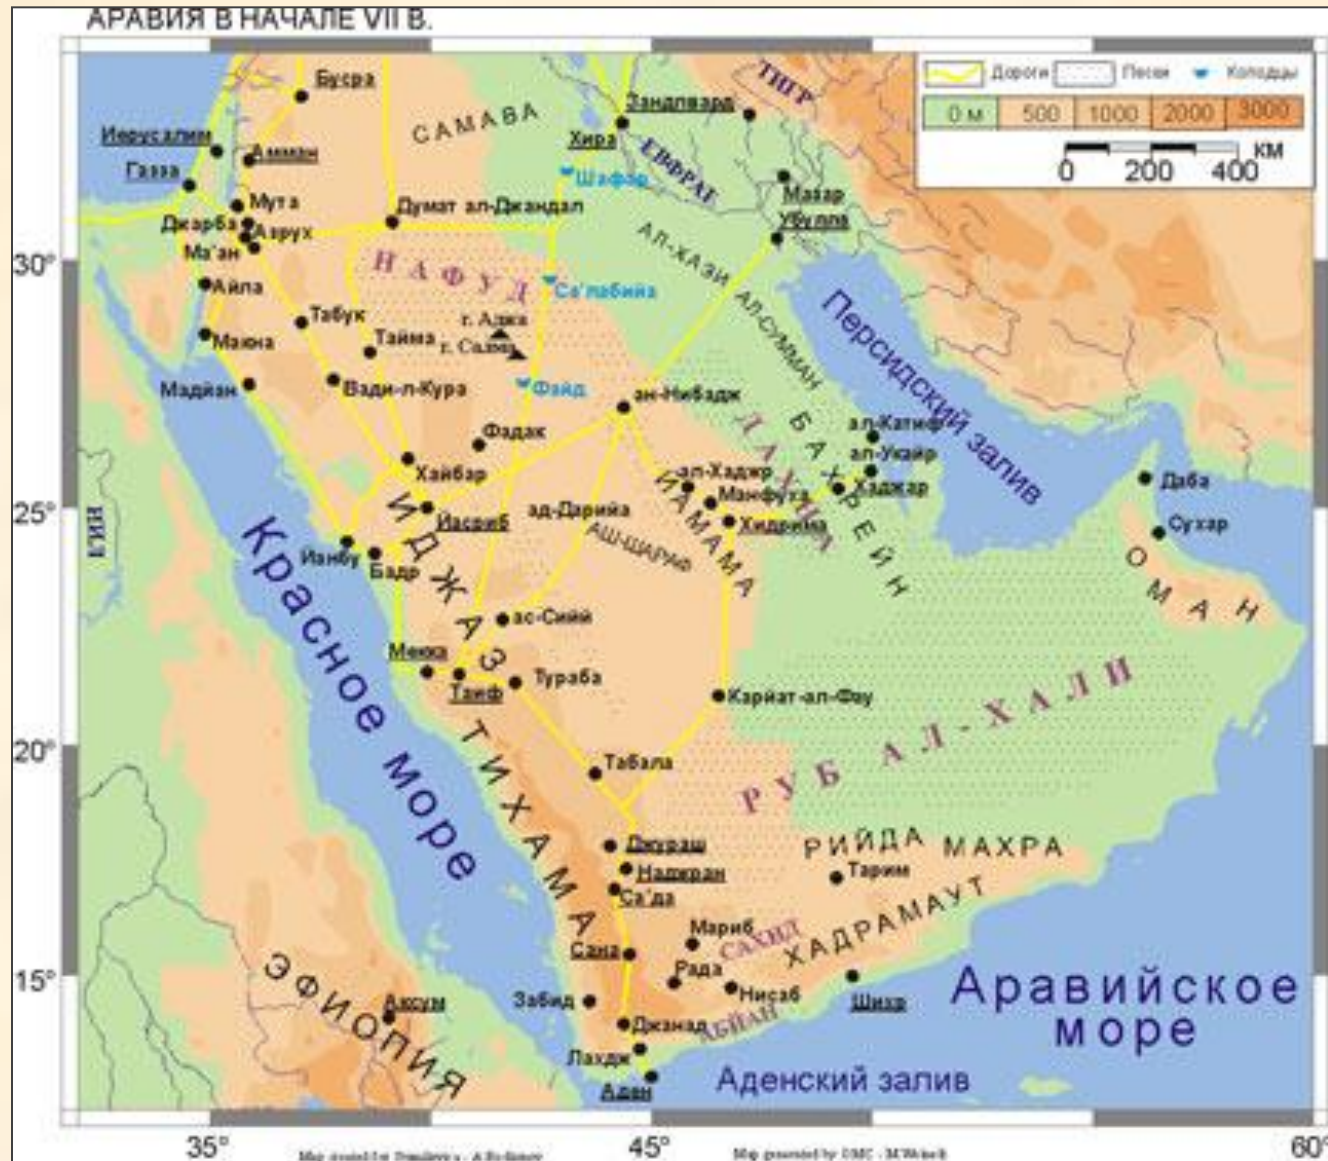 АРАВИЯ В НАЧАЛЕ VII В.
Дороги
Пески
Колодцы
0 м
500
1000
2000
3000
0
200
400
КМ
ТИГР
ЕВФРАТ
НИЛ
Бусра
Иерусалим
Амман
Газза
Мута
Джарба
Азрух
Ма'ан
Айла
Макна
Мадйан
Табук
Тайма
Вади-л-Кура
Думат ал-Джандал
САМАВА
Хира
Шафар
Мазар
Убулла
НАФУД
Са'лабийа
г. Аджа
г. Салма
Файд
Фадак
Хайбар
АЛ-ХАЗИ
АЛ-СУММАН
Персидский залив
ан-Нибадж
ДАХНА
БАХРЕЙН
ал-Катиф
ал-Укайр
Хаджар
ал-Хаджр
Манфуха
Хидрима
ЙАМАМА
Даба
Сухар
ОМАН
Йасриб
ад-Дарийа
АШ-ШАРАФ
Йанбу
Бадр
ХИДЖАЗ
Красное море
ас-Сийй
Мекка
Таиф
Тураба
Карйат-ал-Фау
РУБ АЛ-ХАЛИ
Табала
ТИХАМА
Джураш
Наджран
Са'да
РИЙДА
МАХРА
Тарим
ХАДРАМАУТ
Мариб
САХИД
Сана
Рада
Нисаб
Шихр
Забид
Джанад
АБЙАН
Лахдж
Аден
Аденский залив
Аравийское
море
ЭФИОПИЯ
Аксум
30°
25°
20°
15°
35°
45°
60°